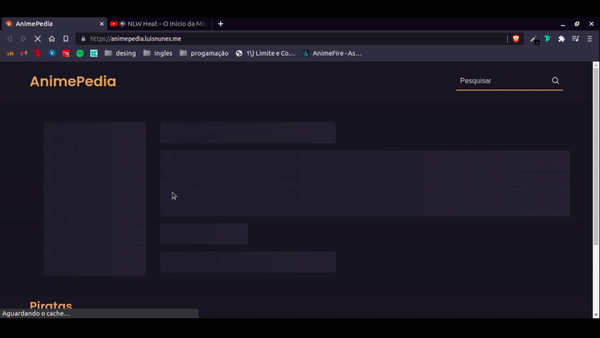 AnimePedia
NLW Heat – O Início da Mi
https://animepedia.luisnunes.me
desing
ingles
progamação
1\) Limite e Co…
AnimeFire - As…
AnimePedia
Pesquisar
Piratas
Aguardando o cache…